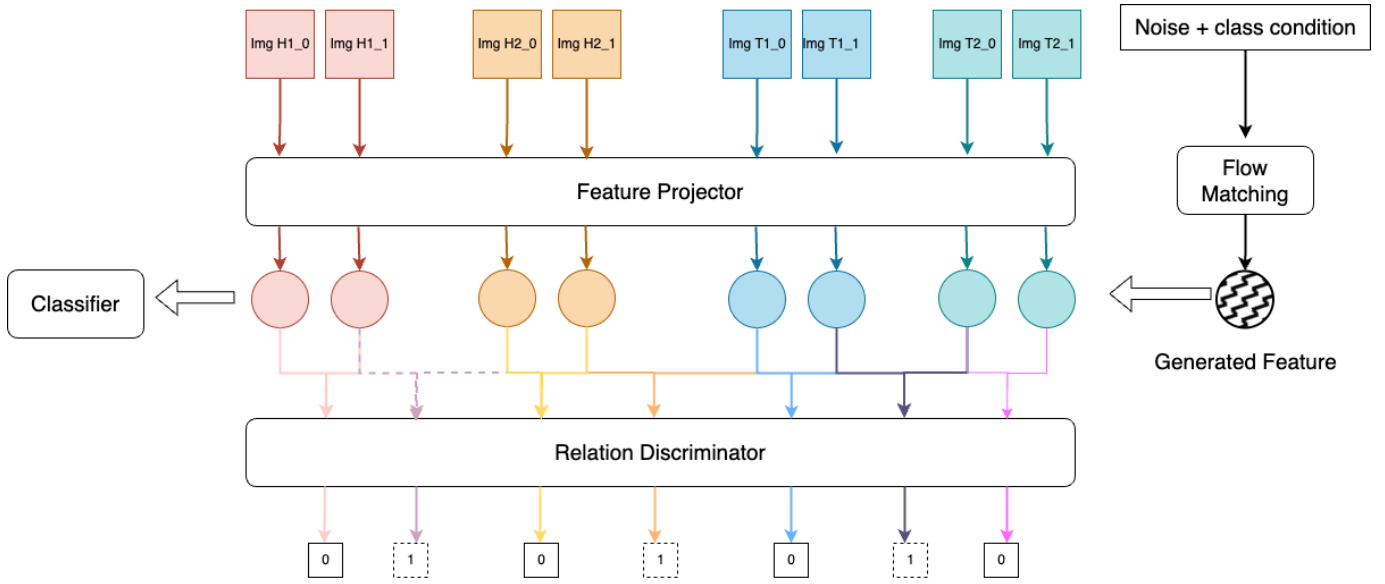 Img H1_0
Img H1_1
Img H2_0
Img H2_1
Img T1_0
Img T1_1
Img T2_0
Img T2_1
Noise + class condition
Feature Projector
Flow
Matching
Classifier
Generated Feature
Relation Discriminator
0
1
0
1
0
1
0